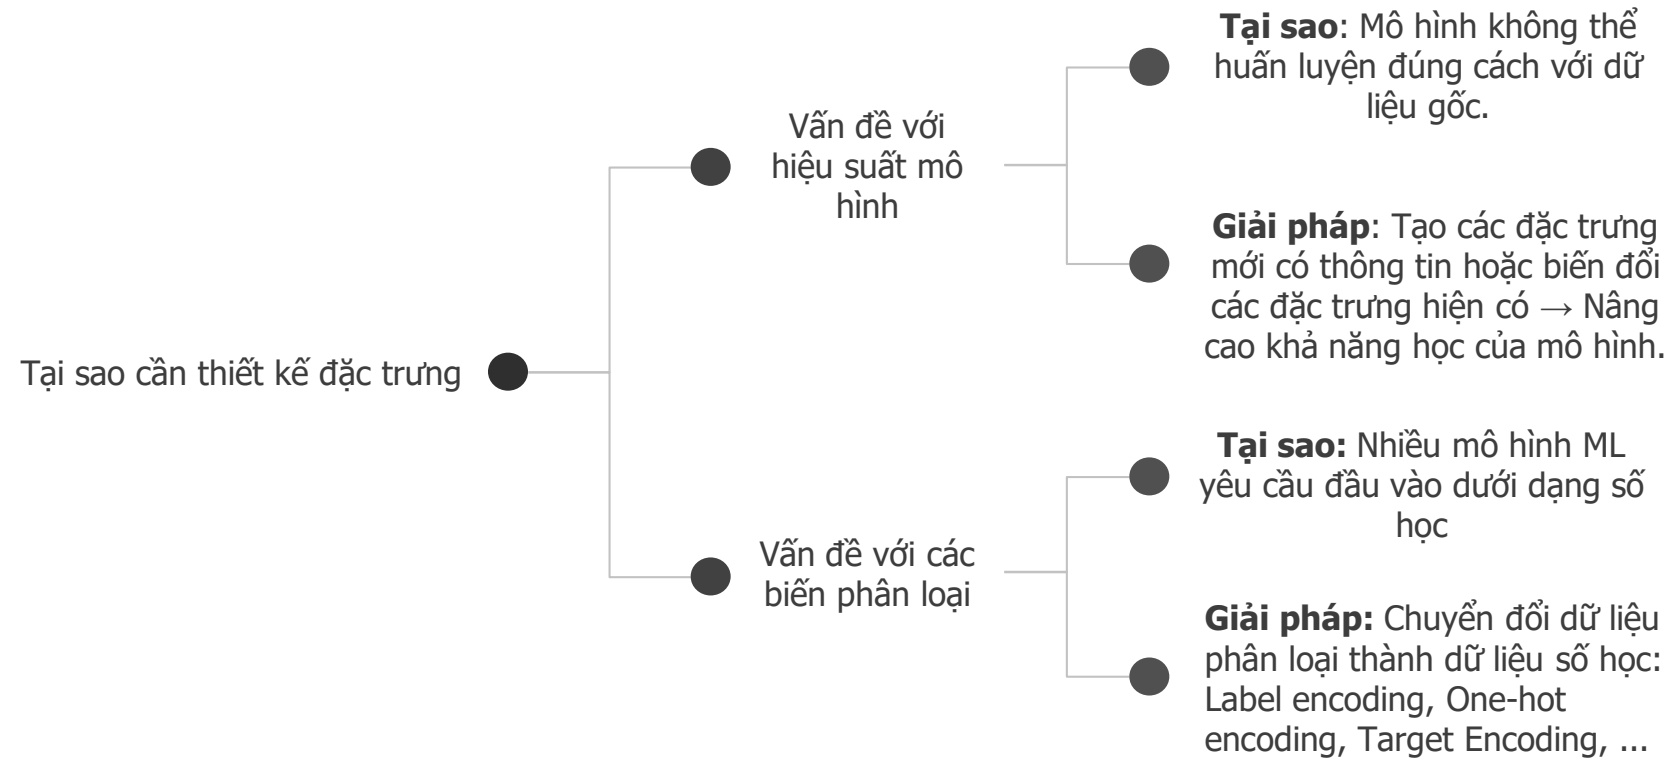 Tại sao cần thiết kế đặc trưng
Vấn đề với
hiệu suất mô
hình
Tại sao: Mô hình không thể
huấn luyện đúng cách với dữ
liệu gốc.
Giải pháp: Tạo các đặc trưng
mới có thông tin hoặc biến đổi
các đặc trưng hiện có → Nâng
cao khả năng học của mô hình.
Vấn đề với các
biến phân loại
Tại sao: Nhiều mô hình ML
yêu cầu đầu vào dưới dạng số
học
Giải pháp: Chuyển đổi dữ liệu
phân loại thành dữ liệu số học:
Label encoding, One-hot
encoding, Target Encoding, ...